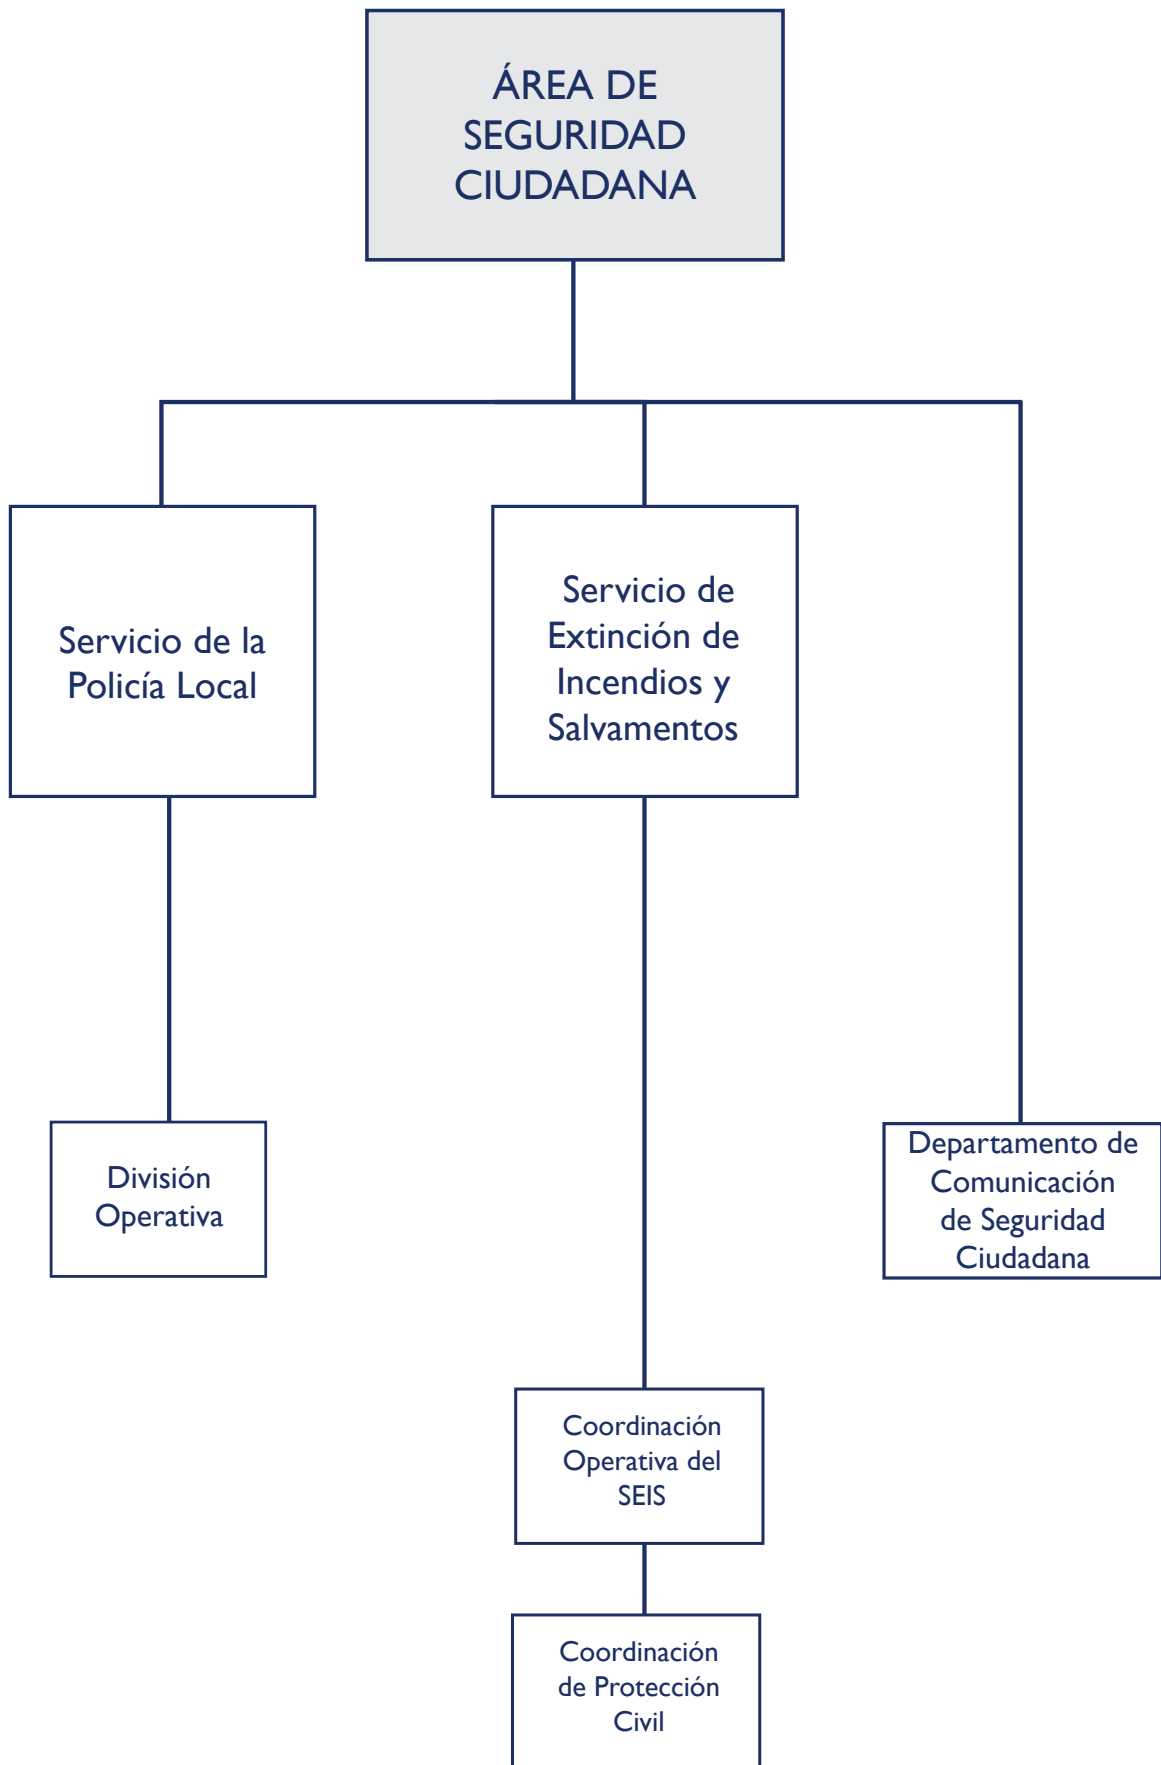 ÁREA DE
SEGURIDAD
CIUDADANA
Servicio de la
Policía Local
Servicio de
Extinción de
Incendios y
Salvamentos
División
Operativa
Departamento de
Comunicación
de Seguridad
Ciudadana
Coordinación
Operativa del
SEIS
Coordinación
de Protección
Civil